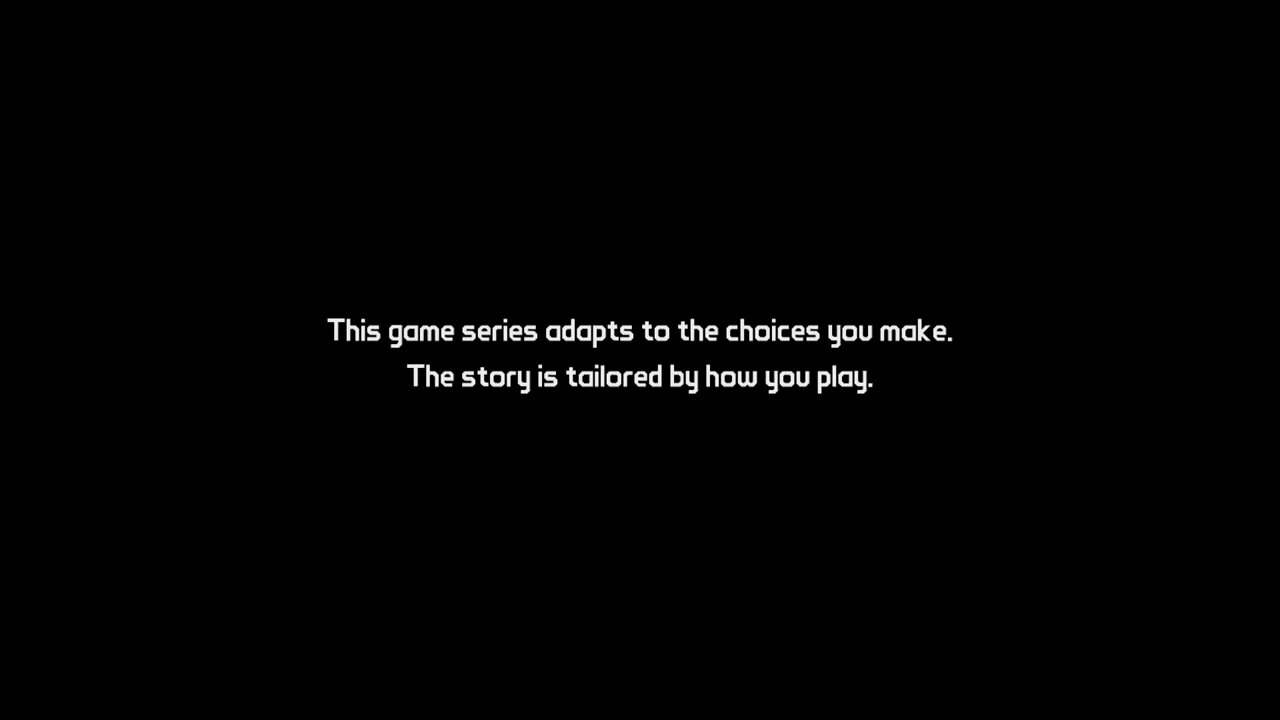 This game series adapts to the choices you make.
The story is tailored by how you play.